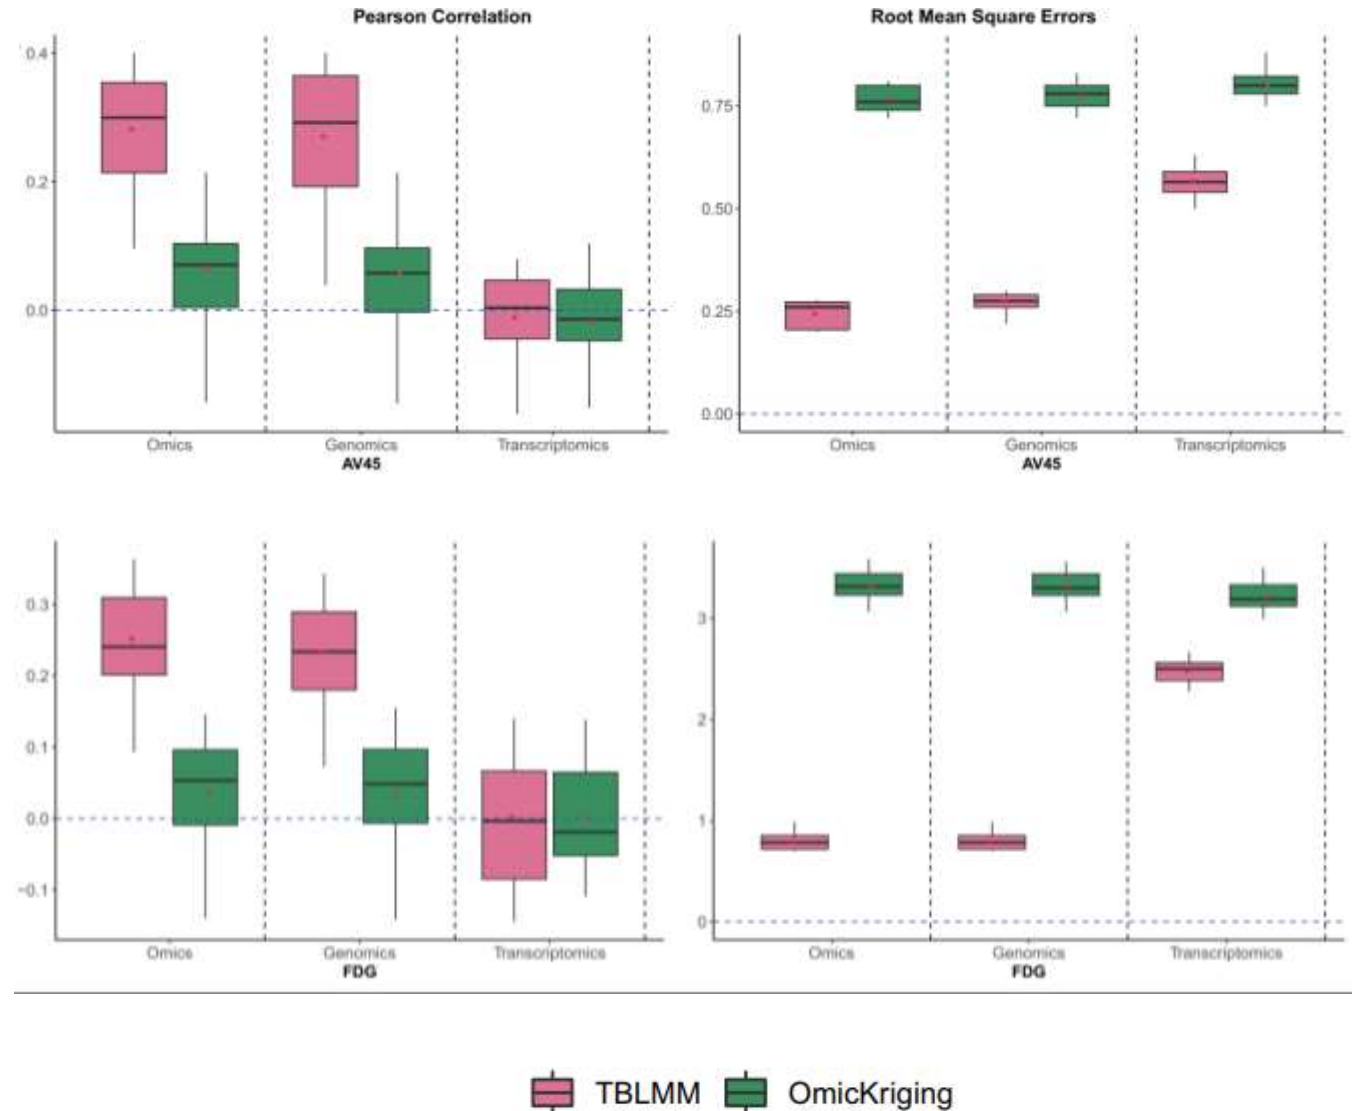 Pearson Correlation
0.4
0.2
0.0
Omics Genomics Transcriptomics
AV45
Root Mean Square Errors
0.75
0.50
0.25
0.00
Omics Genomics Transcriptomics
AV45
0.3
0.2
0.1
0.0
−0.1
Omics Genomics Transcriptomics
FDG
3
2
1
0
Omics Genomics Transcriptomics
FDG
TBLMM OmicKriging